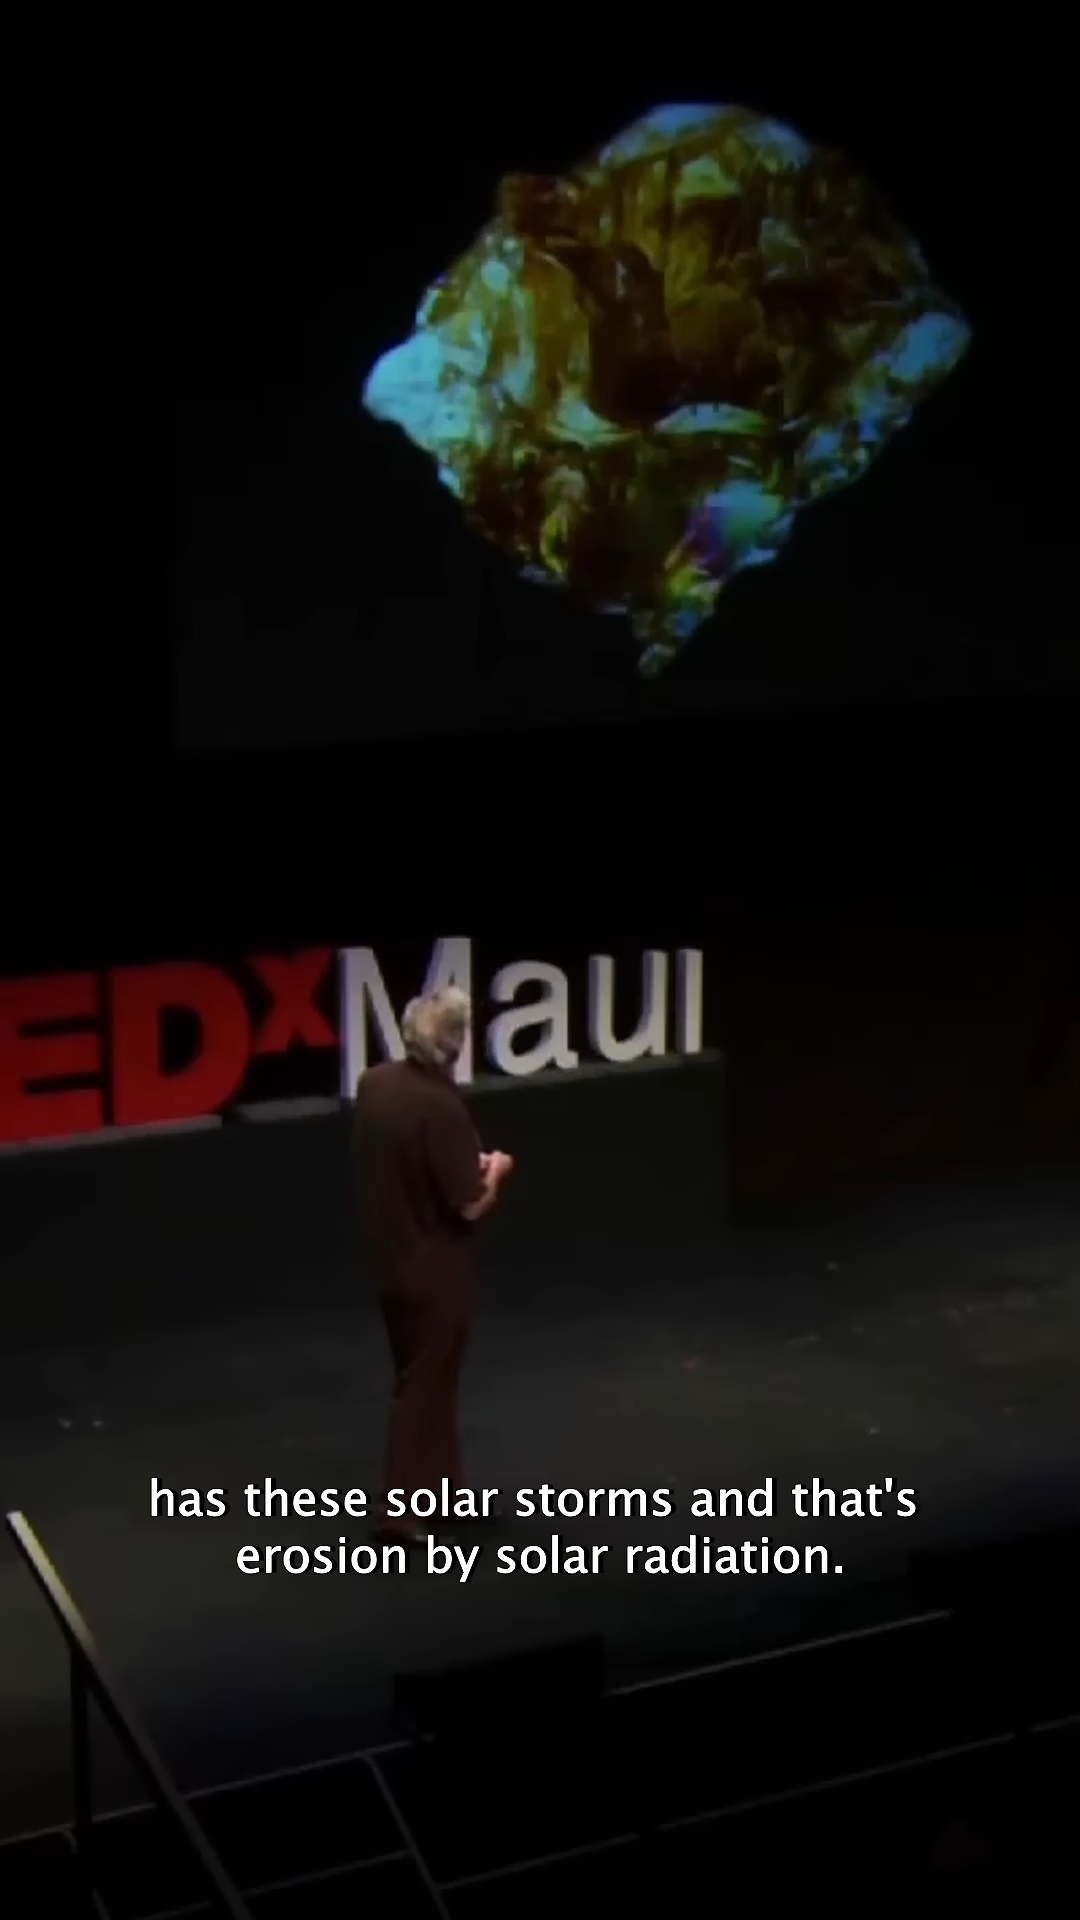 EDxMaui
has these solar storms and that's
erosion by solar radiation.